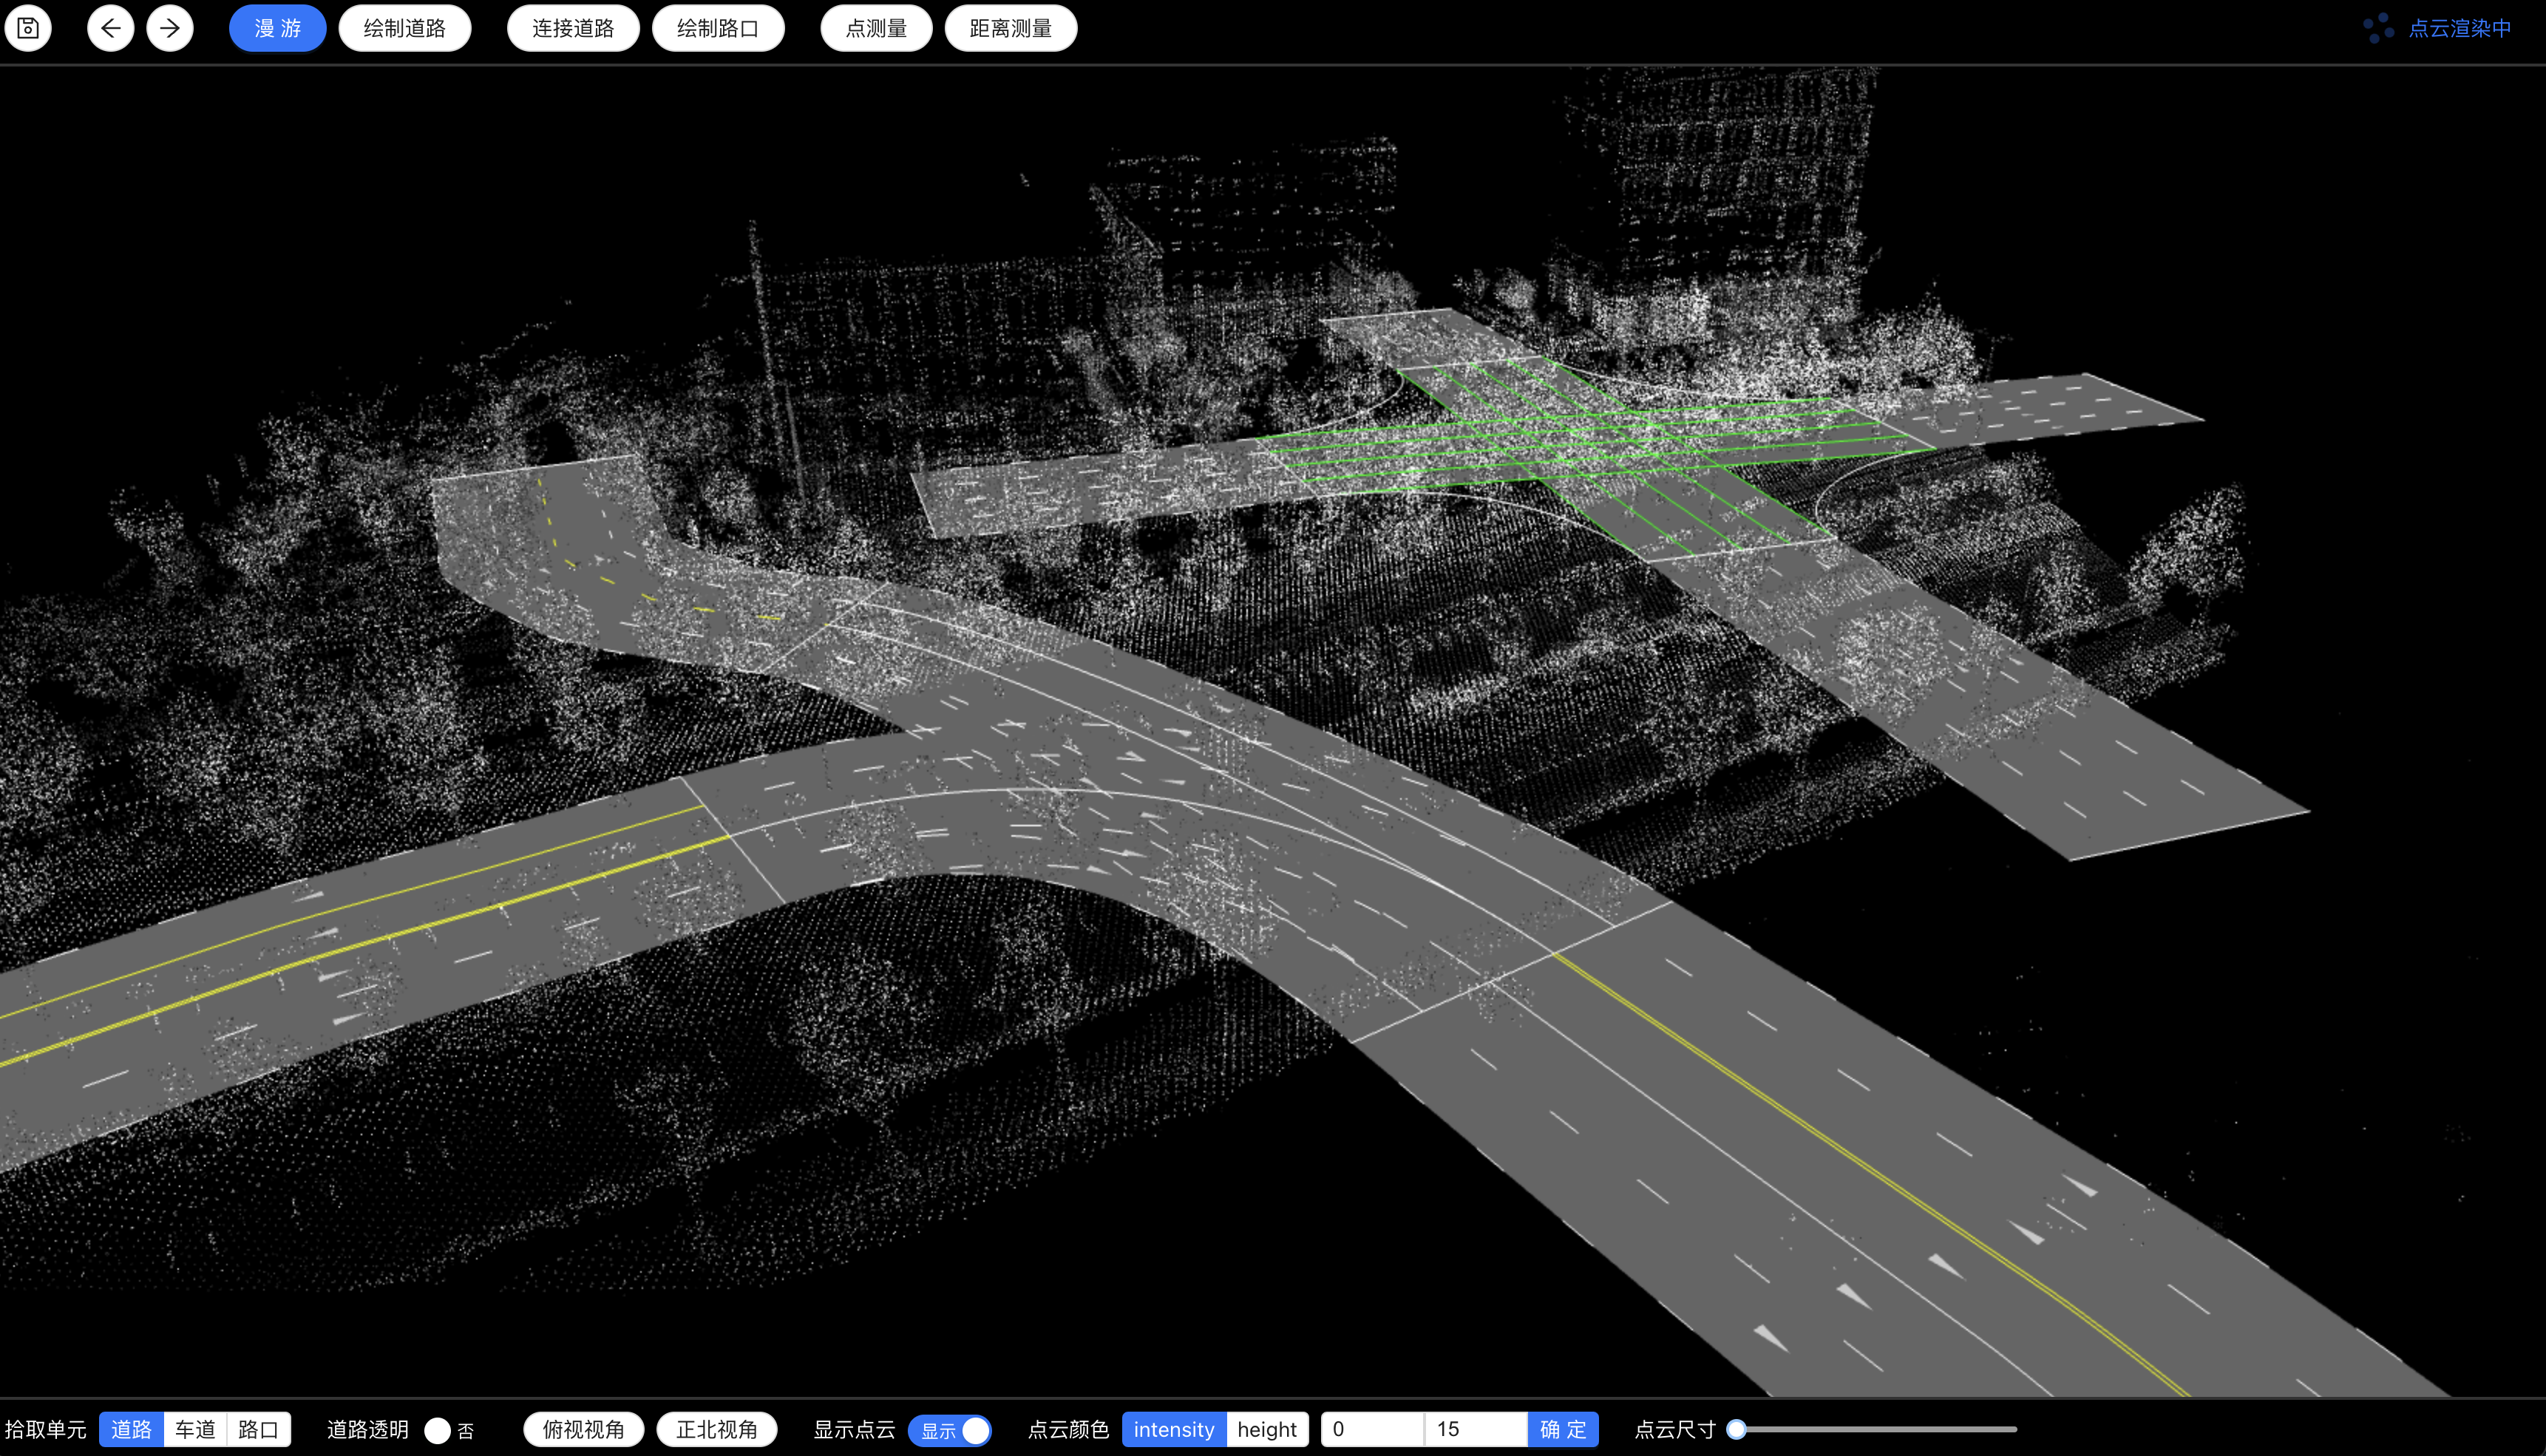 漫 游 绘制道路 连接道路 绘制路口 点测量 距离测量 点云渲染中
拾取单元 道路 车道 路口 道路透明 否 俯视视角 正北视角 显示点云 显示 点云颜色 intensity height 0 15 确 定 点云尺寸